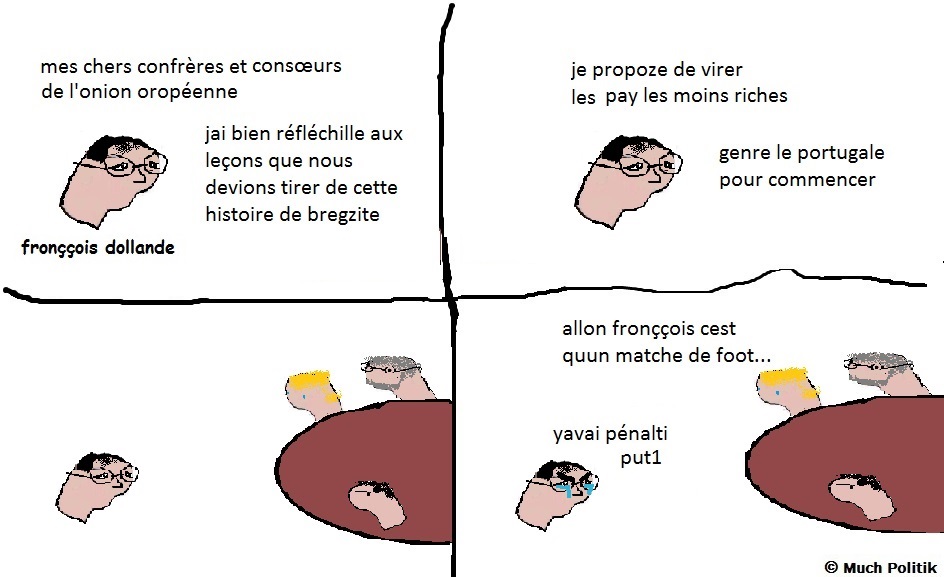 mes chers confrères et consœurs
de l'onion oropéenne
jai bien réfléchille aux
leçons que nous
devions tirer de cette
histoire de bregzite
fronççois dollande
je propoze de virer
les pay les moins riches
genre le portugale
pour commencer
allon fronççois cest
quun matche de foot...
yavai pénalti
put1
© Much Politik